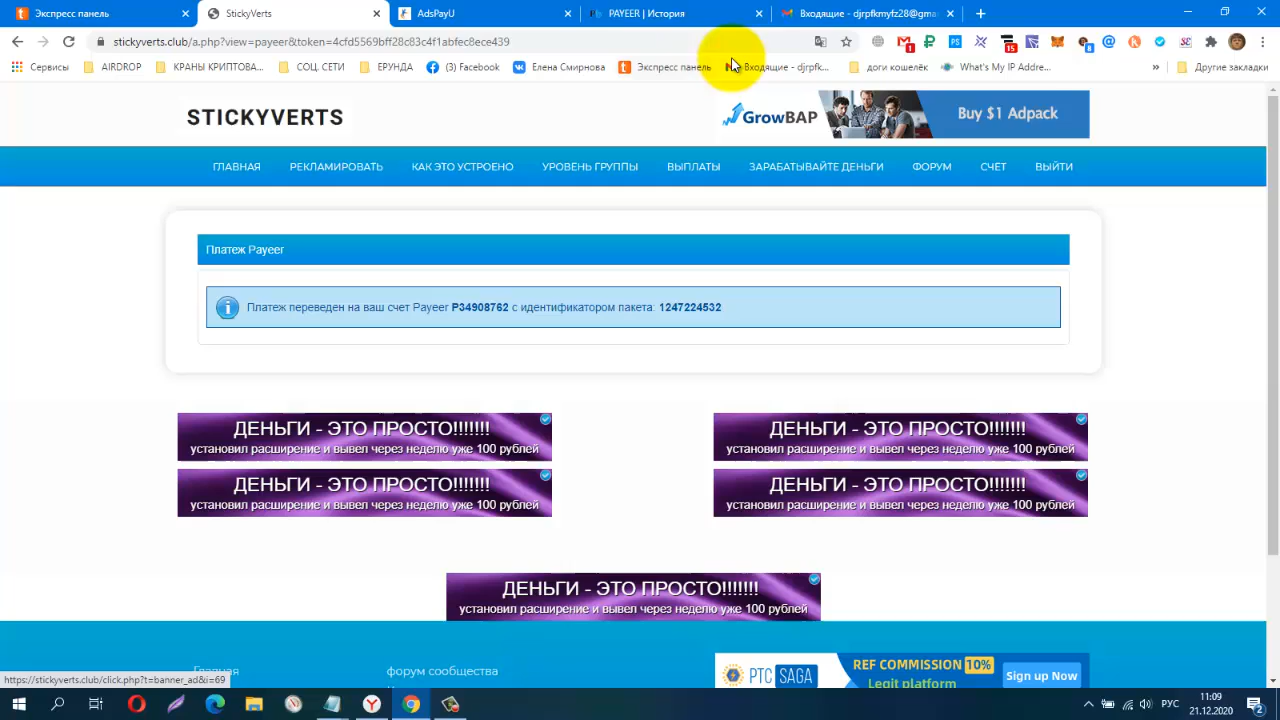 Экспресс панель
StickyVerts
AdsPayU
PAYEER | История
Входящие - djrpfkmyfz28@gma
stickyverts.club/a.php?view=payeer&token=4cfd5569bff28c83c4f1abfec8ece439
Сервисы
AIRDROP
КРАНЫ КРИПТОВА...
СОЦ. СЕТИ
ЕРУНДА
(3) Facebook
Елена Смирнова
Экспресс панель
Входящие - djrpfk...
доги кошелёк
What's My IP Addre...
»
Другие закладки
STICKYVERTS
GrowBAP
Buy $1 Adpack
ГЛАВНАЯ
РЕКЛАМИРОВАТЬ
КАК ЭТО УСТРОЕНО
УРОВЕНЬ ГРУППЫ
ВЫПЛАТЫ
ЗАРАБАТЫВАЙТЕ ДЕНЬГИ
ФОРУМ
СЧЁТ
ВЫЙТИ
Платеж Payeer
Платеж переведен на ваш счет Payeer P34908762 с идентификатором пакета: 1247224532
ДЕНЬГИ - ЭТО ПРОСТО!!!!!!!
установил расширение и вывел через неделю уже 100 рублей
ДЕНЬГИ - ЭТО ПРОСТО!!!!!!!
установил расширение и вывел через неделю уже 100 рублей
ДЕНЬГИ - ЭТО ПРОСТО!!!!!!!
установил расширение и вывел через неделю уже 100 рублей
ДЕНЬГИ - ЭТО ПРОСТО!!!!!!!
установил расширение и вывел через неделю уже 100 рублей
ДЕНЬГИ - ЭТО ПРОСТО!!!!!!!
установил расширение и вывел через неделю уже 100 рублей
Главная
форум сообщества
PTC SAGA
REF COMMISSION 10%
Legit platform
Sign up Now
https://stickyverts.club/click.php?t=banner_ad&i=69
РУС
11:09
21.12.2020
2